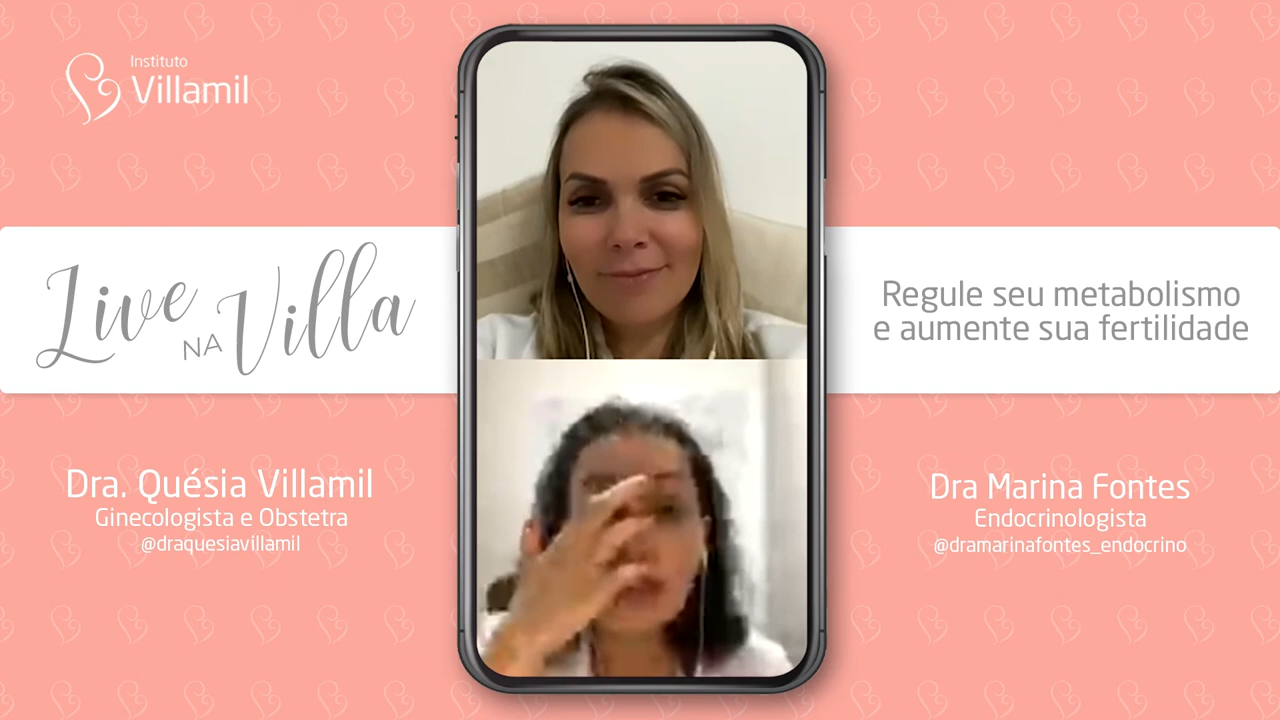 Instituto
Villamil
Live
NA Villa
Regule seu metabolismo
e aumente sua fertilidade
Dra. Quésia Villamil
Ginecologista e Obstetra
@draquesiavillamil
Dra Marina Fontes
Endocrinologista
@dramarinafontes_endocrino